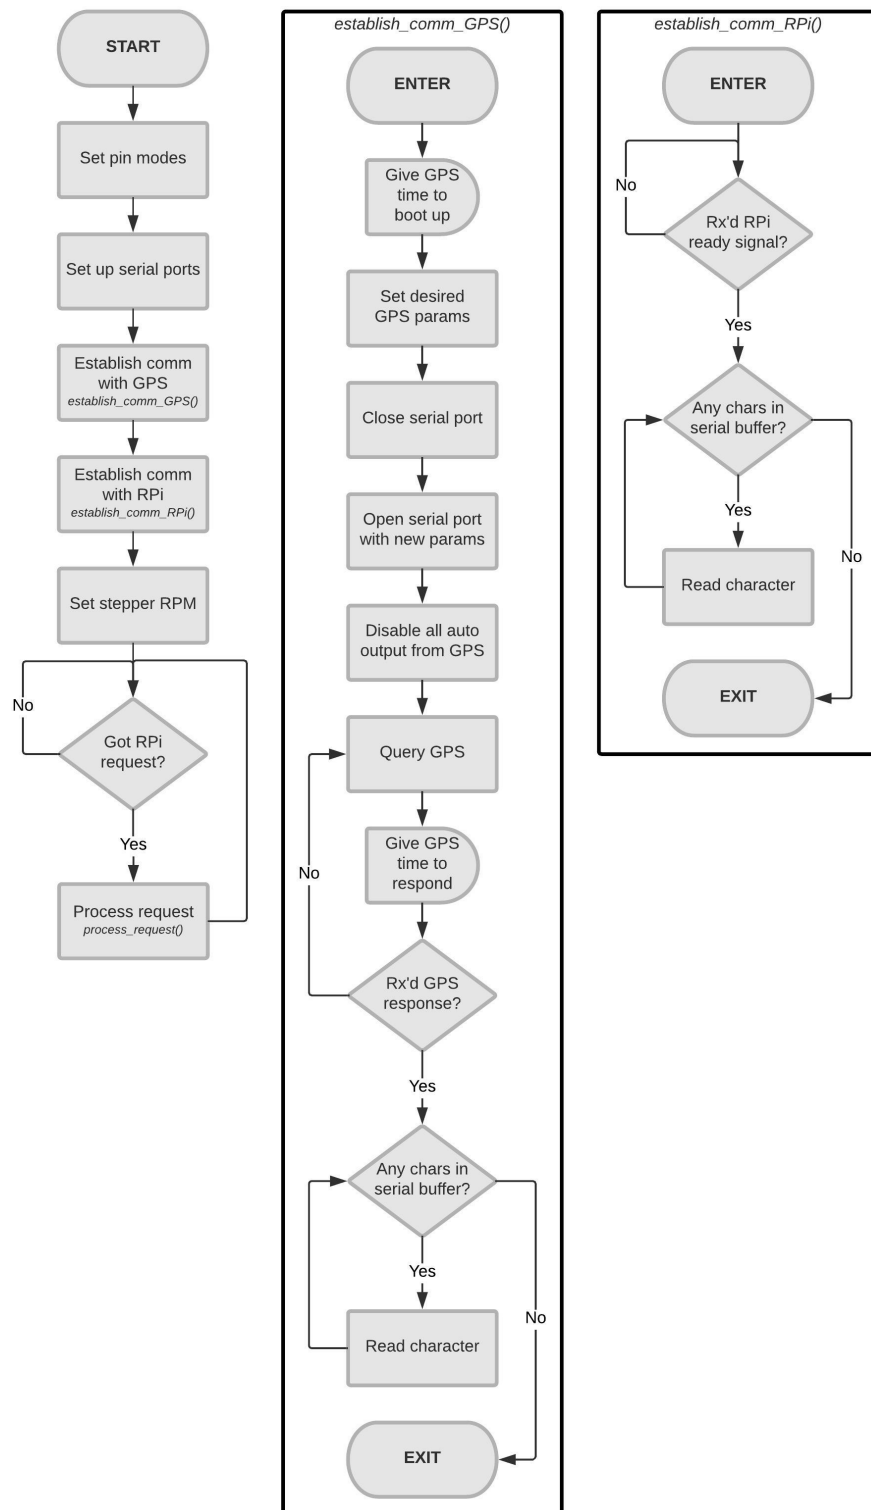 START
Set pin modes
Set up serial ports
Establish comm
with GPS
establish_comm_GPS()
Establish comm
with RPi
establish_comm_RPi()
Set stepper RPM
No
Got RPi
request?
Yes
Process request
process_request()
establish_comm_GPS()
ENTER
Give GPS
time to
boot up
Set desired
GPS params
Close serial port
Open serial port
with new params
Disable all auto
output from GPS
Query GPS
Give GPS
time to
respond
No
Rx'd GPS
response?
Yes
Any chars in
serial buffer?
Yes
No
Read character
EXIT
establish_comm_RPi()
ENTER
No
Rx'd RPi
ready signal?
Yes
Any chars in
serial buffer?
Yes
No
Read character
EXIT